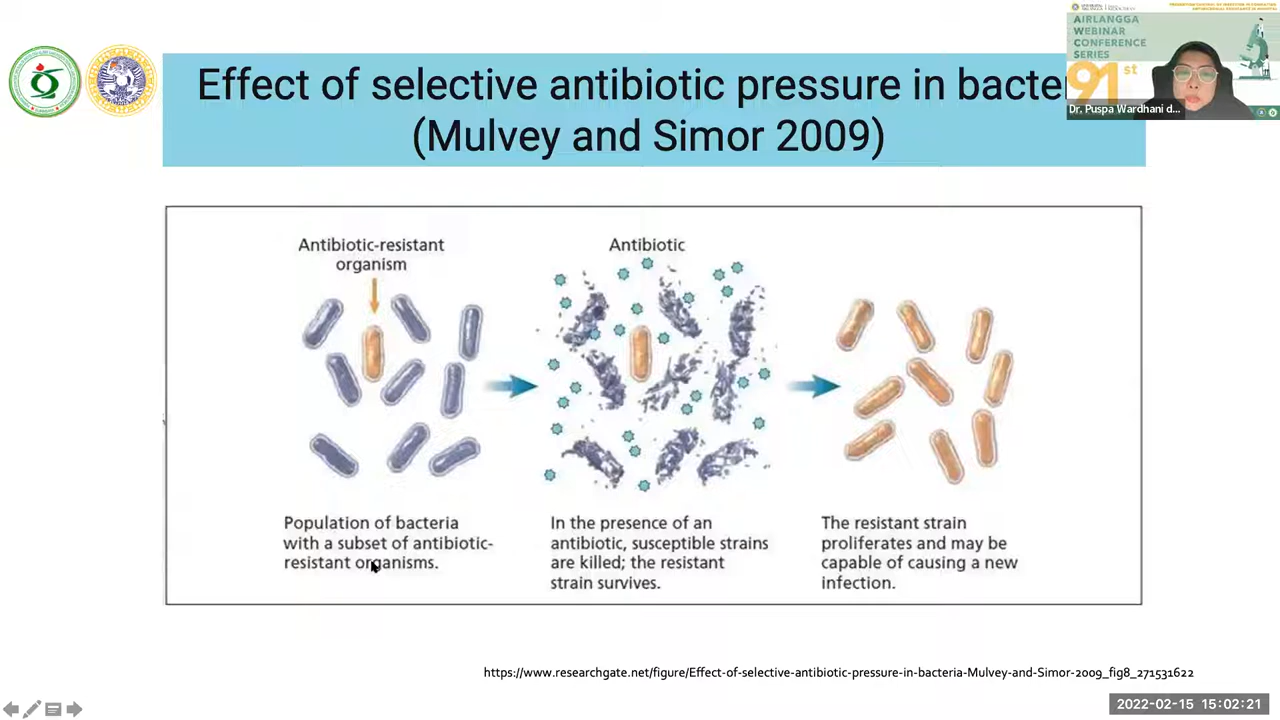 Effect of selective antibiotic pressure in bacte
(Mulvey and Simor 2009)
AIRLANGGA
WEBINAR
CONFERENCE
SERIES
91st
Dr. Puspa Wardhani d...
Antibiotic-resistant
organism
Antibiotic
Population of bacteria
with a subset of antibiotic-
resistant organisms.
In the presence of an
antibiotic, susceptible strains
are killed; the resistant
strain survives.
The resistant strain
proliferates and may be
capable of causing a new
infection.
https://www.researchgate.net/figure/Effect-of-selective-antibiotic-pressure-in-bacteria-Mulvey-and-Simor-2009_fig8_271531622
2022-02-15 15:02:21